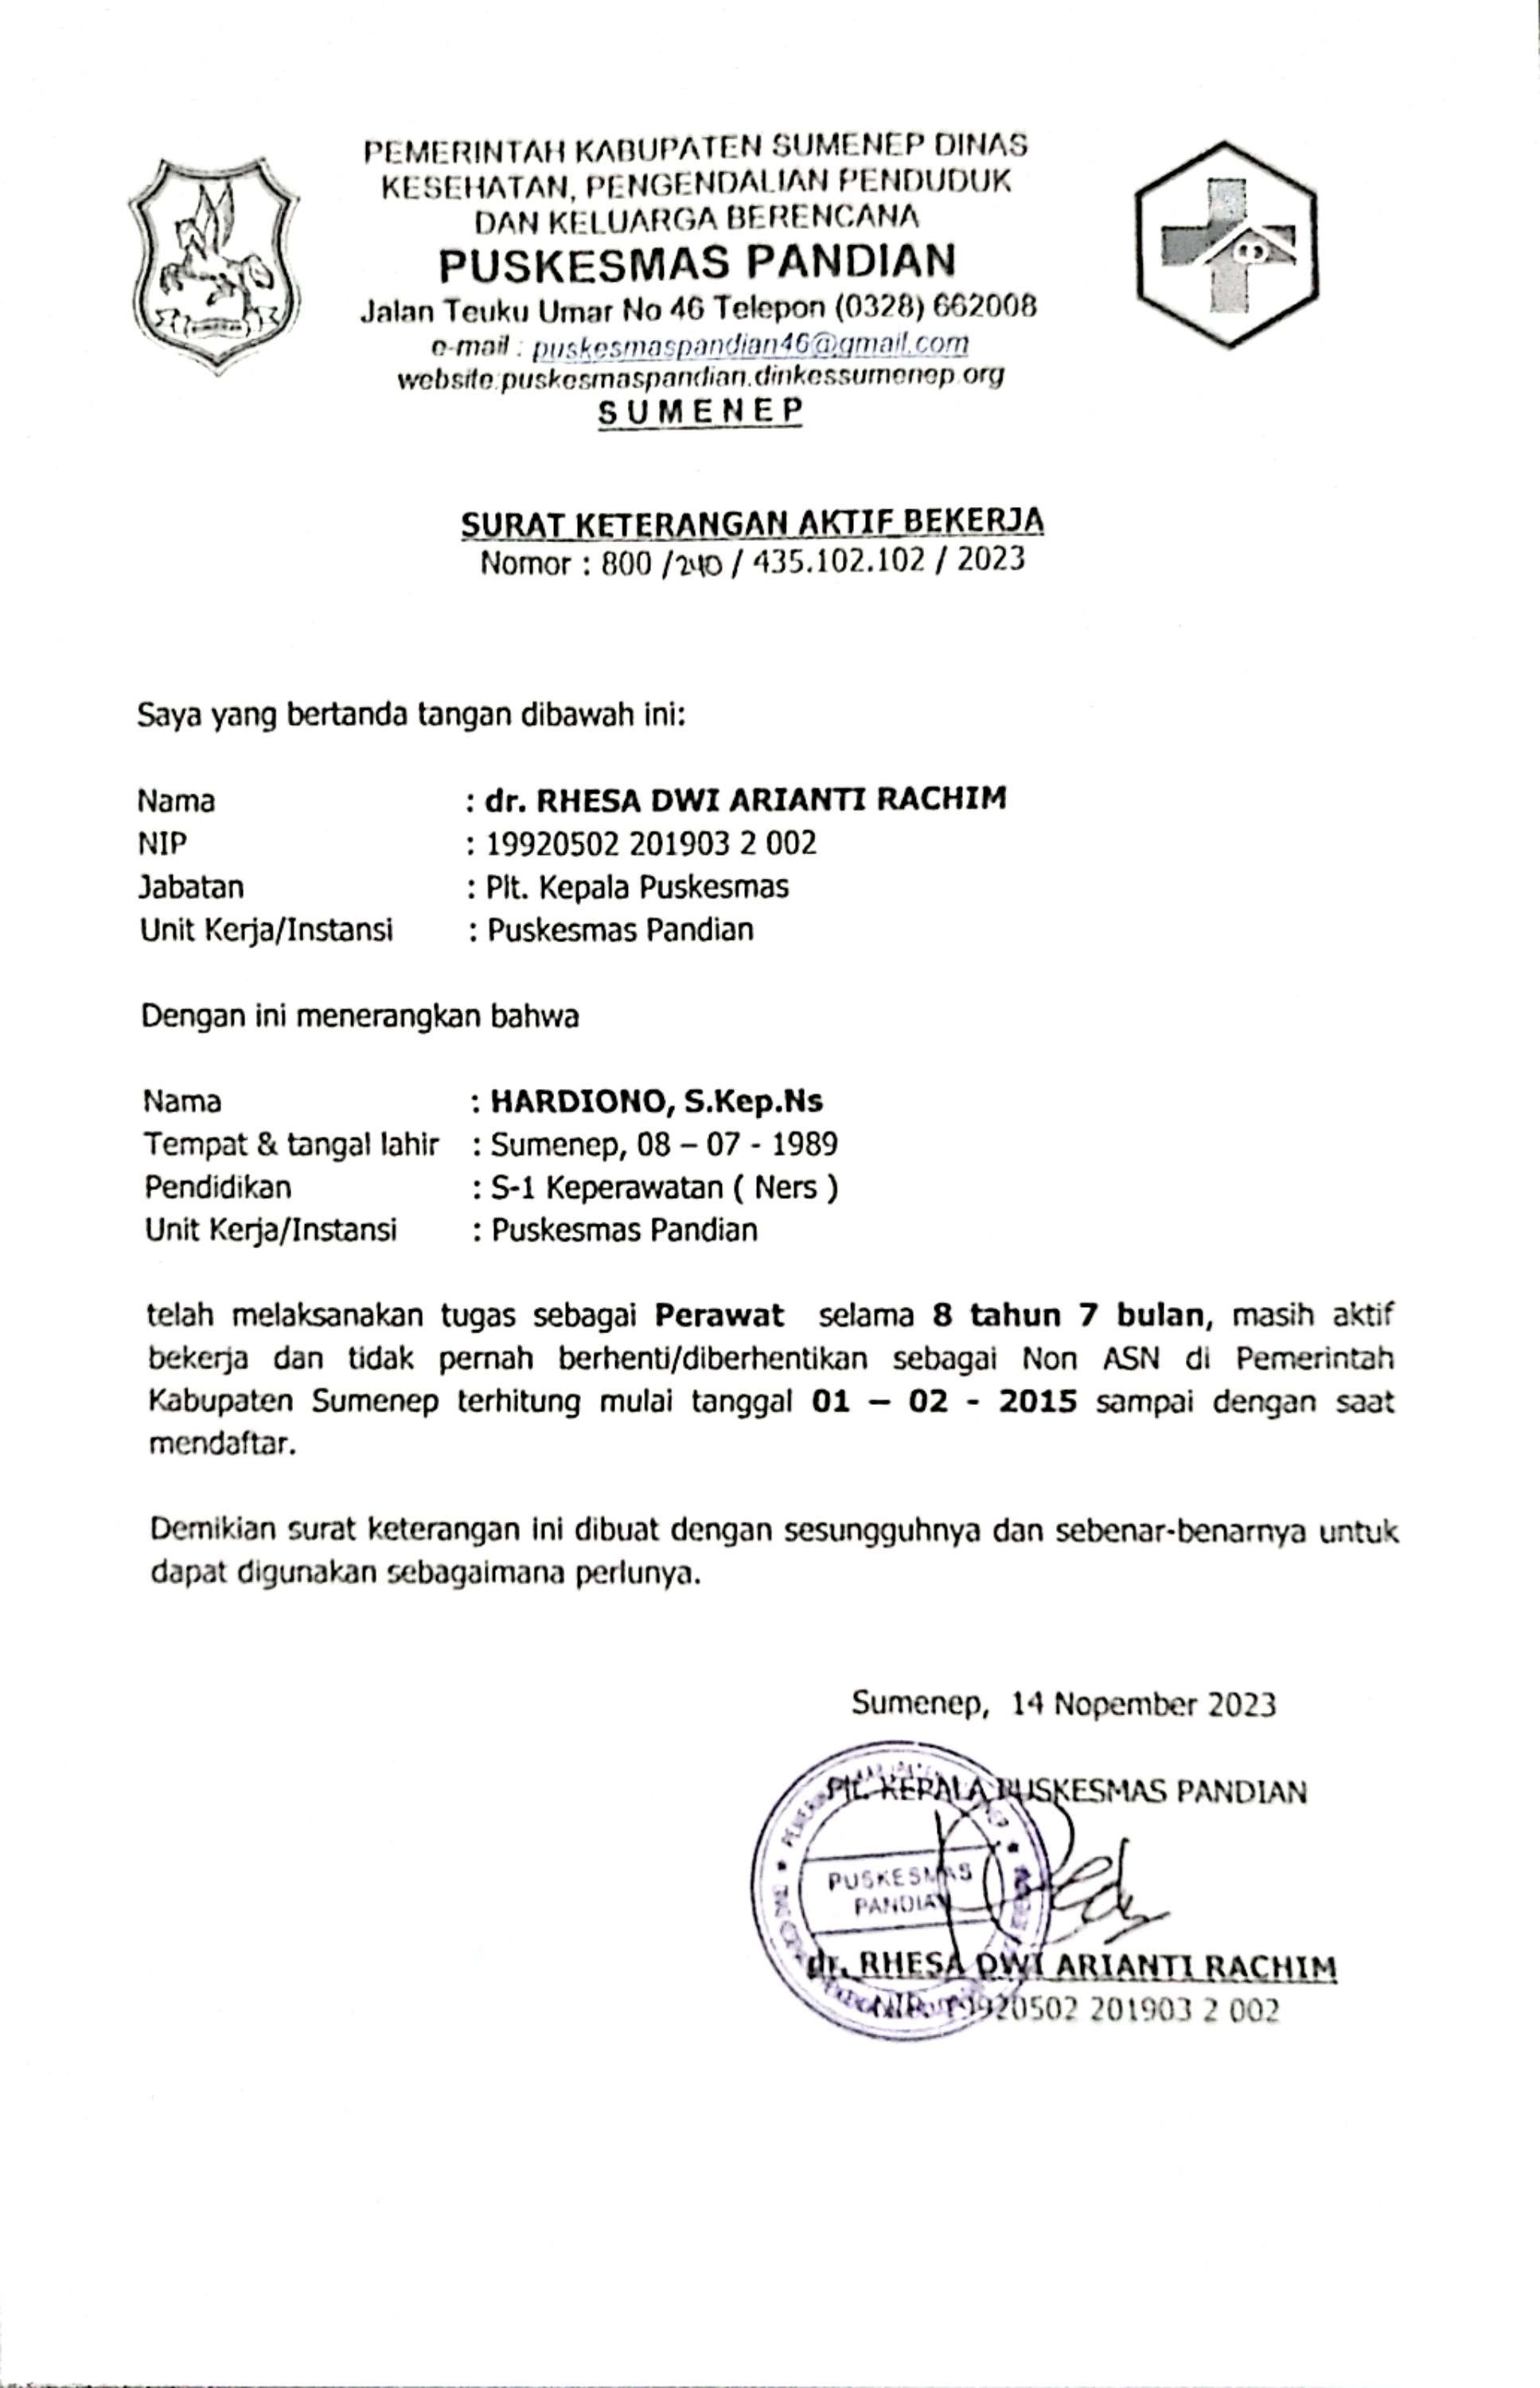 PEMERINTAH KABUPATEN SUMENEP DINAS
KESEHATAN, PENGENDALIAN PENDUDUK
DAN KELUARGA BERENCANA
PUSKESMAS PANDIAN
Jalan Teuku Umar No 46 Telepon (0328) 662008
e-mail : puskesmaspandian46@gmail.com
website:puskesmaspandian.dinkessumenep.org
SUMENEP
SURAT KETERANGAN AKTIF BEKERJA
Nomor : 800 /240 / 435.102.102 / 2023
Saya yang bertanda tangan dibawah ini:
Nama : dr. RHESA DWI ARIANTI RACHIM
NIP : 19920502 201903 2 002
Jabatan : Plt. Kepala Puskesmas
Unit Kerja/Instansi : Puskesmas Pandian
Dengan ini menerangkan bahwa
Nama : HARDIONO, S.Kep.Ns
Tempat & tangal lahir : Sumenep, 08 – 07 - 1989
Pendidikan : S-1 Keperawatan ( Ners )
Unit Kerja/Instansi : Puskesmas Pandian
telah melaksanakan tugas sebagai Perawat selama 8 tahun 7 bulan, masih aktif
bekerja dan tidak pernah berhenti/diberhentikan sebagai Non ASN di Pemerintah
Kabupaten Sumenep terhitung mulai tanggal 01 – 02 - 2015 sampai dengan saat
mendaftar.
Demikian surat keterangan ini dibuat dengan sesungguhnya dan sebenar-benarnya untuk
dapat digunakan sebagaimana perlunya.
Sumenep, 14 Nopember 2023
Plt. KEPALA PUSKESMAS PANDIAN
PUSKESMAS
PANDIAN
dr. RHESA DWI ARIANTI RACHIM
NIP. 19920502 201903 2 002